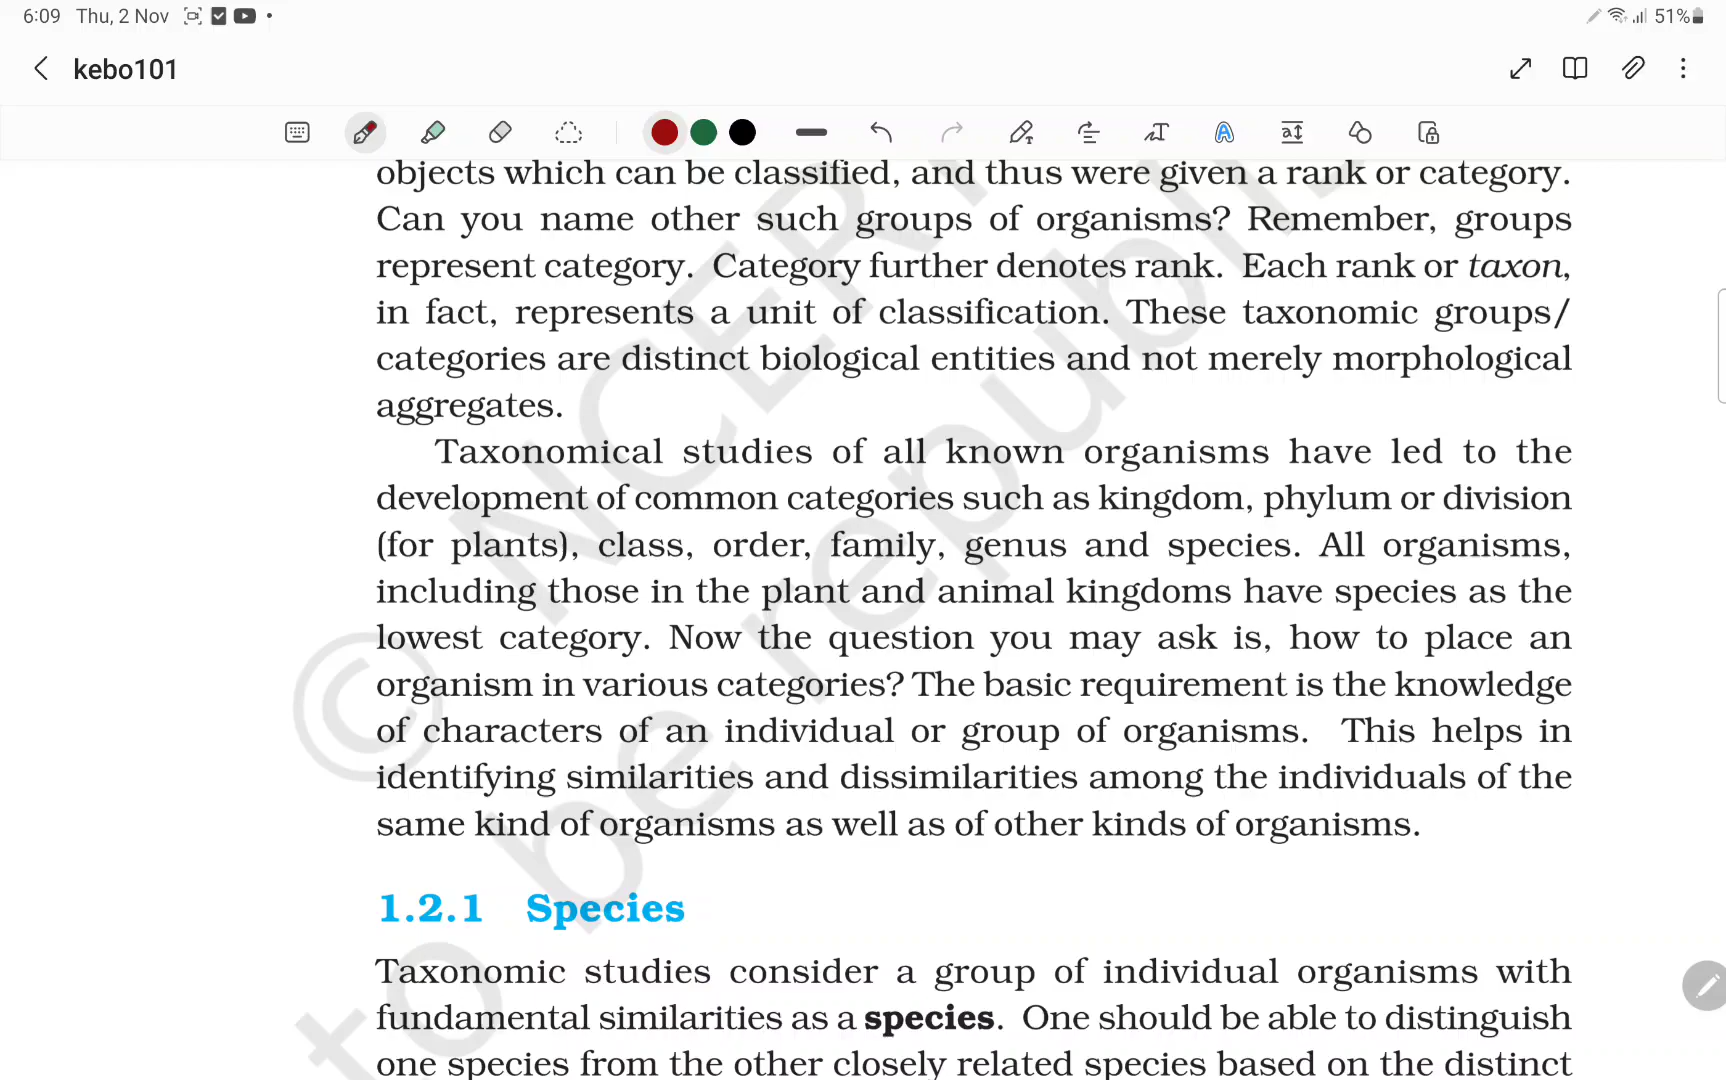 6:09 Thu, 2 Nov
51%
kebo101
objects which can be classified, and thus were given a rank or category.
Can you name other such groups of organisms? Remember, groups
represent category. Category further denotes rank. Each rank or taxon,
in fact, represents a unit of classification. These taxonomic groups/
categories are distinct biological entities and not merely morphological
aggregates.
Taxonomical studies of all known organisms have led to the
development of common categories such as kingdom, phylum or division
(for plants), class, order, family, genus and species. All organisms,
including those in the plant and animal kingdoms have species as the
lowest category. Now the question you may ask is, how to place an
organism in various categories? The basic requirement is the knowledge
of characters of an individual or group of organisms. This helps in
identifying similarities and dissimilarities among the individuals of the
same kind of organisms as well as of other kinds of organisms.
1.2.1 Species
Taxonomic studies consider a group of individual organisms with
fundamental similarities as a species. One should be able to distinguish
one species from the other closely related species based on the distinct
© NCERT
to be republi